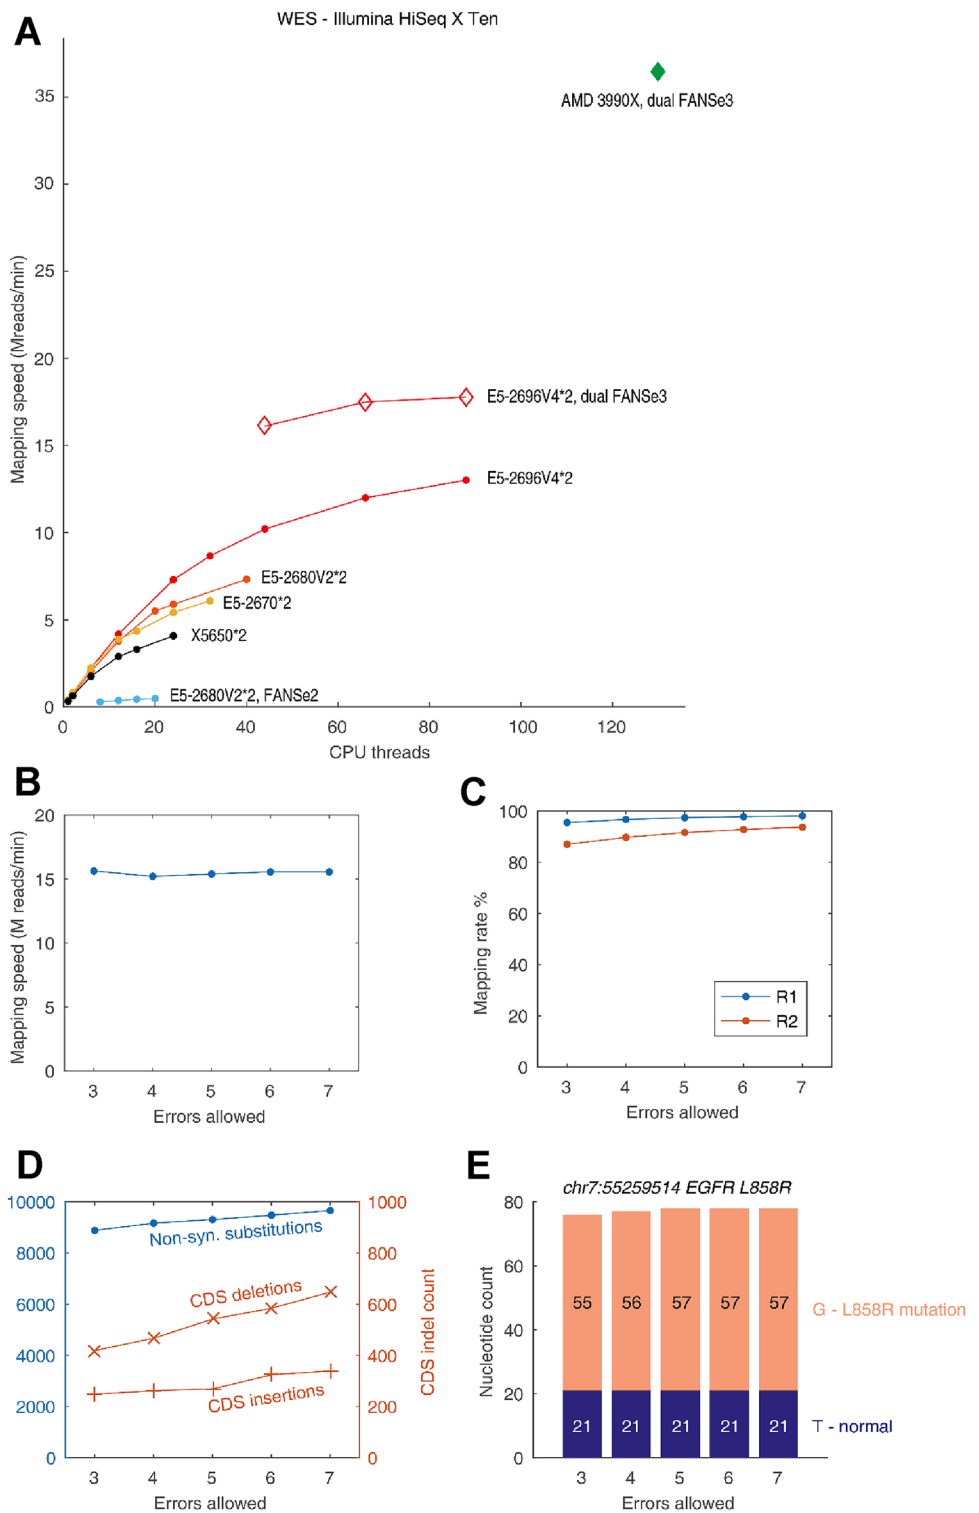 A
WES - Illumina HiSeq X Ten
35
30
25
20
15
10
5
0
Mapping speed (Mreads/min)
AMD 3990X, dual FANSe3
E5-2696V4*2, dual FANSe3
E5-2696V4*2
E5-2680V2*2
E5-2670*2
X5650*2
E5-2680V2*2, FANSe2
0 20 40 60 80 100 120
CPU threads
B
20
15
10
5
0
Mapping speed (M reads/min)
3 4 5 6 7
Errors allowed
C
100
80
60
40
20
0
Mapping rate %
R1
R2
3 4 5 6 7
Errors allowed
D
10000
8000
6000
4000
2000
0
Non-syn. substitutions
CDS deletions
CDS insertions
1000
800
600
400
200
0
CDS indel count
3 4 5 6 7
Errors allowed
E
chr7:55259514 EGFR L858R
80
60
40
20
0
Nucleotide count
55 56 57 57 57
G - L858R mutation
21 21 21 21 21
T - normal
3 4 5 6 7
Errors allowed